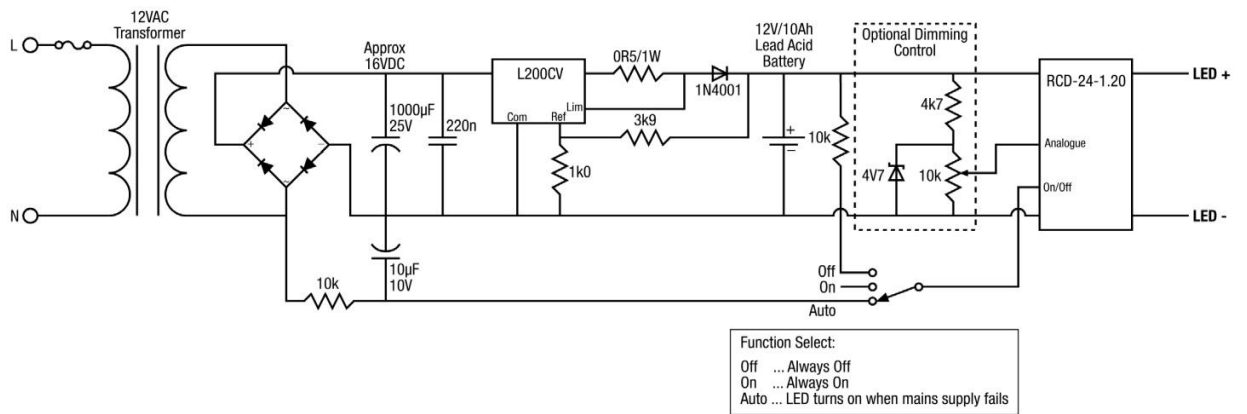 12VAC
Transformer
L
N
Approx
16VDC
1000µF
25V
220n
10µF
10V
10k
L200CV
Com
Ref
Lim
0R5/1W
1N4001
3k9
1k0
12V/10Ah
Lead Acid
Battery
+
–
10k
Optional Dimming
Control
4k7
4V7
10k
RCD-24-1.20
Analogue
On/Off
LED +
LED -
~
+
–
~
Off
On
Auto
Function Select:
Off ... Always Off
On ... Always On
Auto ... LED turns on when mains supply fails